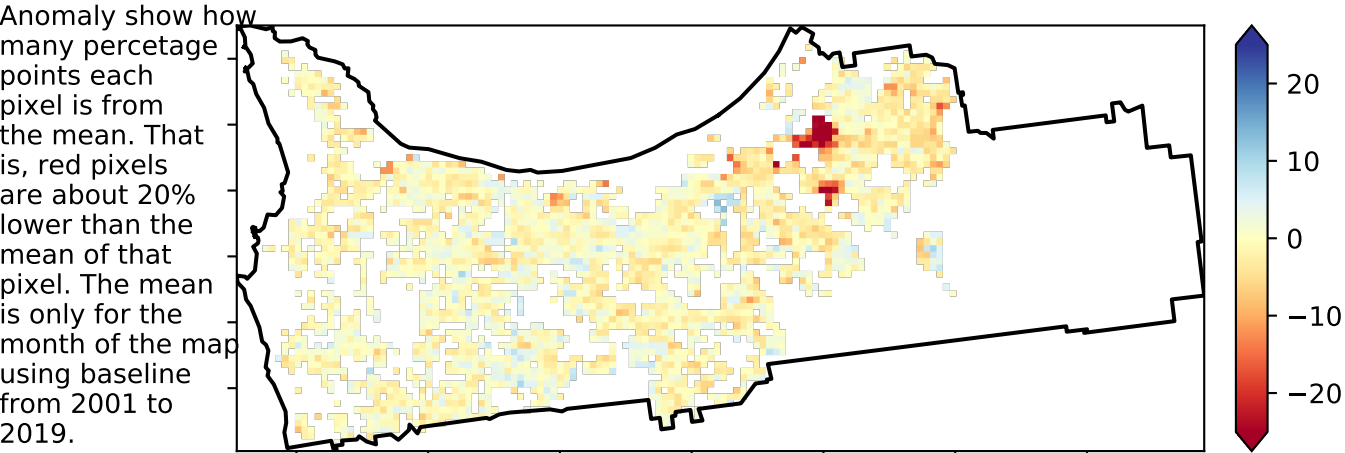 Anomaly show how
many percetage
points each
pixel is from
the mean. That
is, red pixels
are about 20%
lower than the
mean of that
pixel. The mean
is only for the
month of the map
using baseline
from 2001 to
2019.
20
10
0
−10
−20